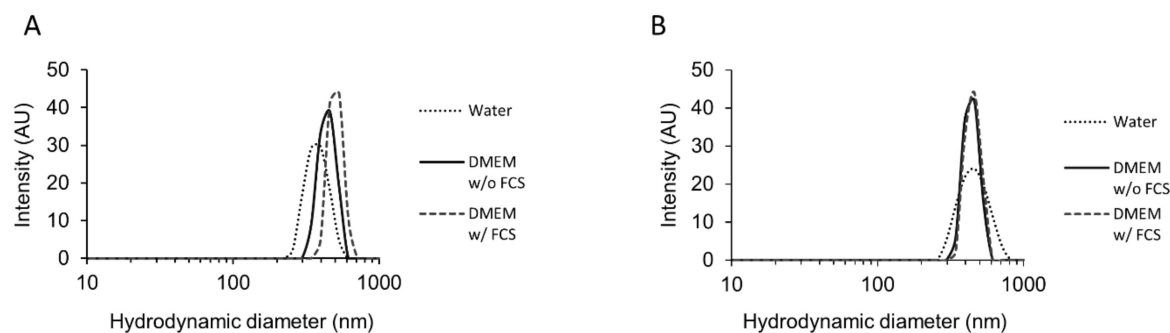 A
50
40
30
20
10
0
Intensity (AU)
10
100
1000
Hydrodynamic diameter (nm)
Water
DMEM
w/o FCS
DMEM
w/ FCS
B
50
40
30
20
10
0
Intensity (AU)
10
100
1000
Hydrodynamic diameter (nm)
Water
DMEM
w/o FCS
DMEM
w/ FCS